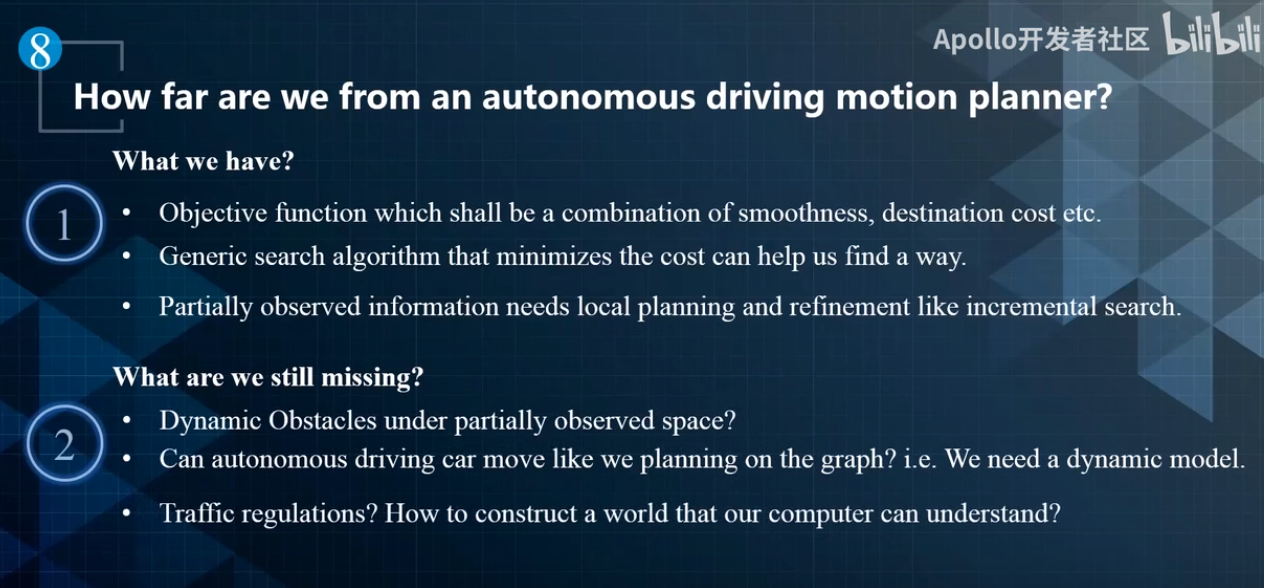 8
Apollo开发者社区 bilibili
How far are we from an autonomous driving motion planner?
What we have?
1
• Objective function which shall be a combination of smoothness, destination cost etc.
• Generic search algorithm that minimizes the cost can help us find a way.
• Partially observed information needs local planning and refinement like incremental search.
What are we still missing?
2
• Dynamic Obstacles under partially observed space?
• Can autonomous driving car move like we planning on the graph? i.e. We need a dynamic model.
• Traffic regulations? How to construct a world that our computer can understand?